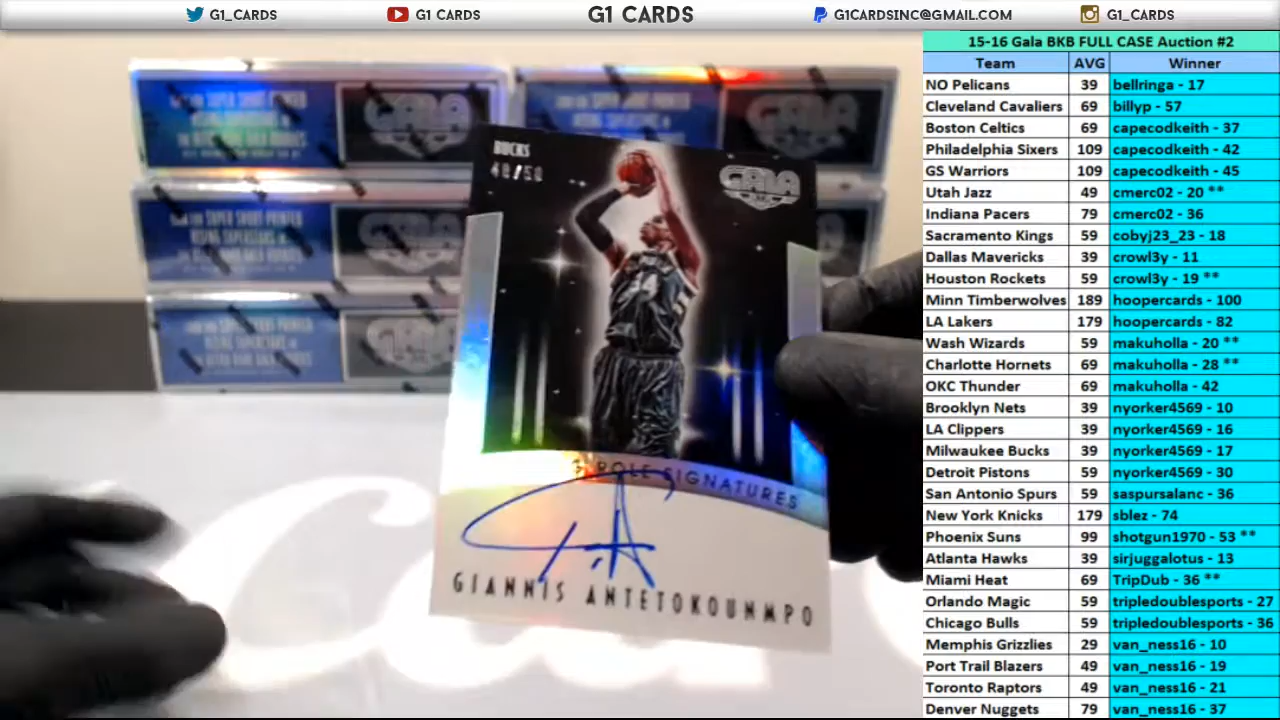 G1_CARDS
G1 CARDS
G1 CARDS
G1CARDSINC@GMAIL.COM
G1_CARDS
15-16 Gala BKB FULL CASE Auction #2
Team AVG Winner
NO Pelicans 39 bellringa - 17
Cleveland Cavaliers 69 billyp - 57
Boston Celtics 69 capecodkeith - 37
Philadelphia Sixers 109 capecodkeith - 42
GS Warriors 109 capecodkeith - 45
Utah Jazz 49 cmerc02 - 20 **
Indiana Pacers 79 cmerc02 - 36
Sacramento Kings 59 cobyj23_23 - 18
Dallas Mavericks 39 crowl3y - 11
Houston Rockets 59 crowl3y - 19 **
Minn Timberwolves 189 hoopercards - 100
LA Lakers 179 hoopercards - 82
Wash Wizards 59 makuholla - 20 **
Charlotte Hornets 69 makuholla - 28 **
OKC Thunder 69 makuholla - 42
Brooklyn Nets 39 nyorker4569 - 10
LA Clippers 39 nyorker4569 - 16
Milwaukee Bucks 39 nyorker4569 - 17
Detroit Pistons 59 nyorker4569 - 30
San Antonio Spurs 59 saspursalanc - 36
New York Knicks 179 sblez - 74
Phoenix Suns 99 shotgun1970 - 53 **
Atlanta Hawks 39 sirjuggalotus - 13
Miami Heat 69 TripDub - 36 **
Orlando Magic 59 tripledoublesports - 27
Chicago Bulls 59 tripledoublesports - 36
Memphis Grizzlies 29 van_ness16 - 10
Port Trail Blazers 49 van_ness16 - 19
Toronto Raptors 49 van_ness16 - 21
Denver Nuggets 79 van_ness16 - 37
BUCKS
GALA
SIGNATURES
GIANNIS ANTETOKOUNMPO
GALA
GALA
GALA